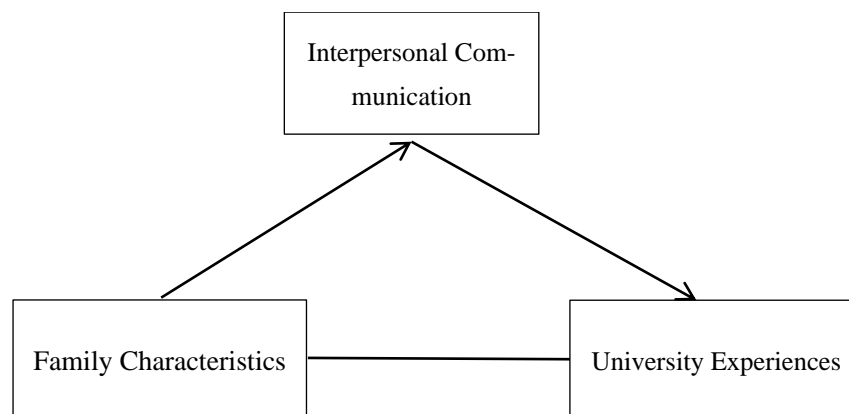 Interpersonal Com-
munication
Family Characteristics
University Experiences